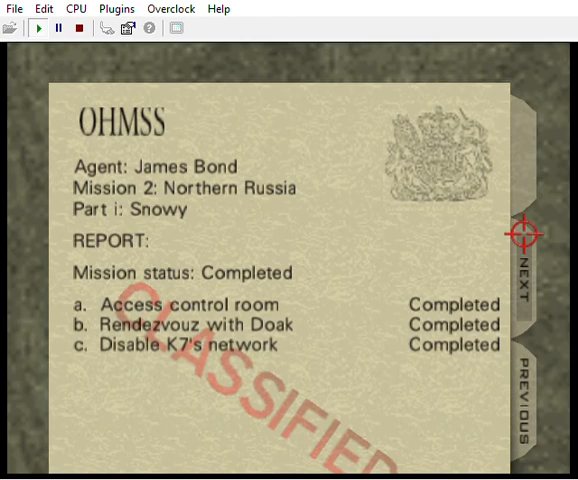 File Edit CPU Plugins Overclock Help
OHMSS
Agent: James Bond
Mission 2: Northern Russia
Part i: Snowy
REPORT:
Mission status: Completed
a. Access control room Completed
b. Rendezvouz with Doak Completed
c. Disable K7's network Completed
CLASSIFIED
NEXT
PREVIOUS